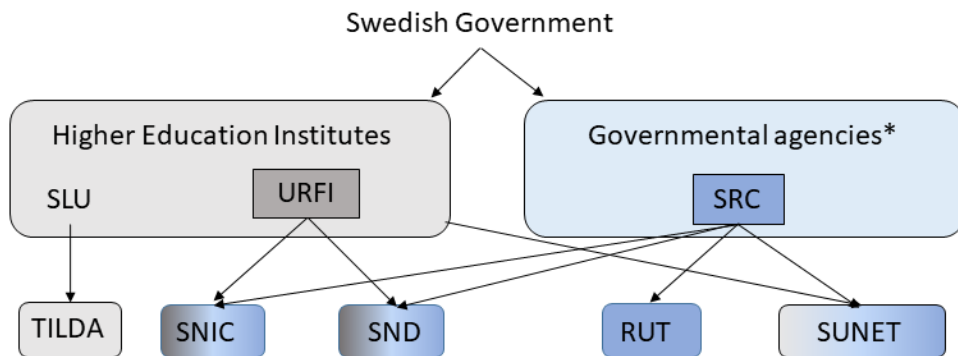 Swedish Government
Higher Education Institutes
Governmental agencies*
SLU
URFI
SRC
TILDA
SNIC
SND
RUT
SUNET